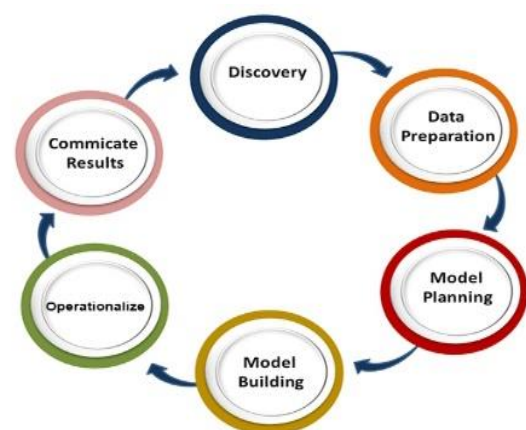 Discovery
Data
Preparation
Model
Planning
Model
Building
Operationalize
Commicate
Results